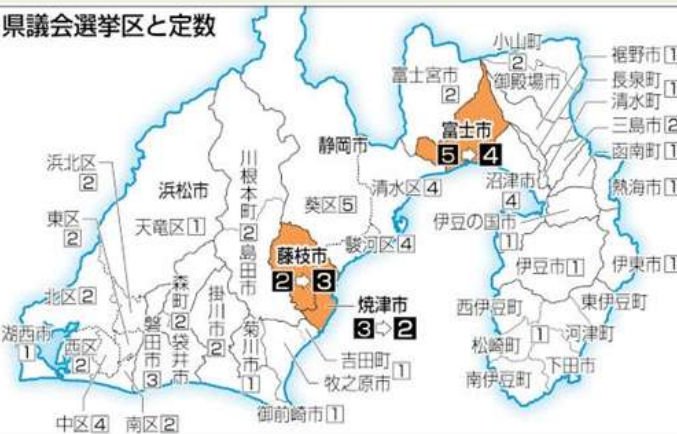 県議会選挙区と定数
小山町
2
御殿場市
裾野市1
長泉町1
清水町
三島市2
函南町1
熱海市1
富士宮市
2
富士市
5⇨4
沼津市
4
伊豆の国市
1
伊豆市1
伊東市1
東伊豆町
西伊豆町
河津町
1
松崎町
下田市
南伊豆町
静岡市
葵区5
清水区4
駿河区4
川根本町
2
島田市
藤枝市
2⇨3
焼津市
3⇨2
吉田町
1
牧之原市
御前崎市1
浜松市
浜北区
2
天竜区1
東区
2
北区2
湖西市
1
西区
2
中区4
南区2
磐田市
3
森町
2
袋井市
掛川市
2
菊川市
1